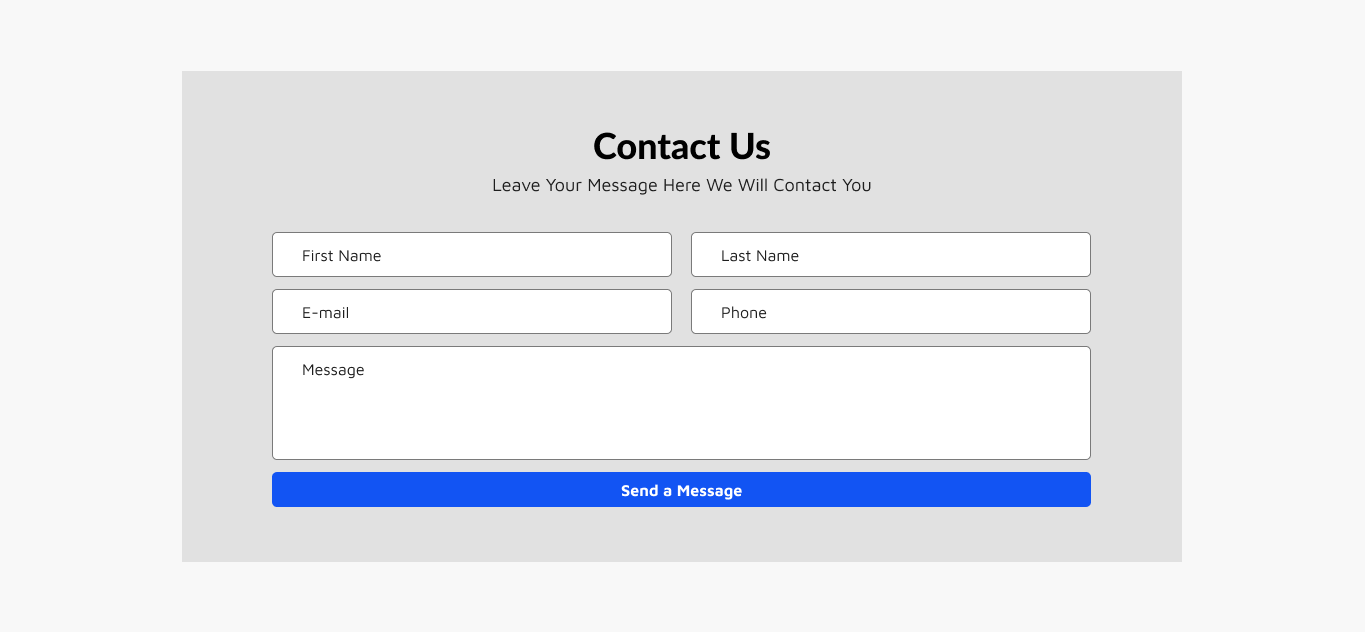 Contact Us
Leave Your Message Here We Will Contact You
First Name
Last Name
E-mail
Phone
Message
Send a Message